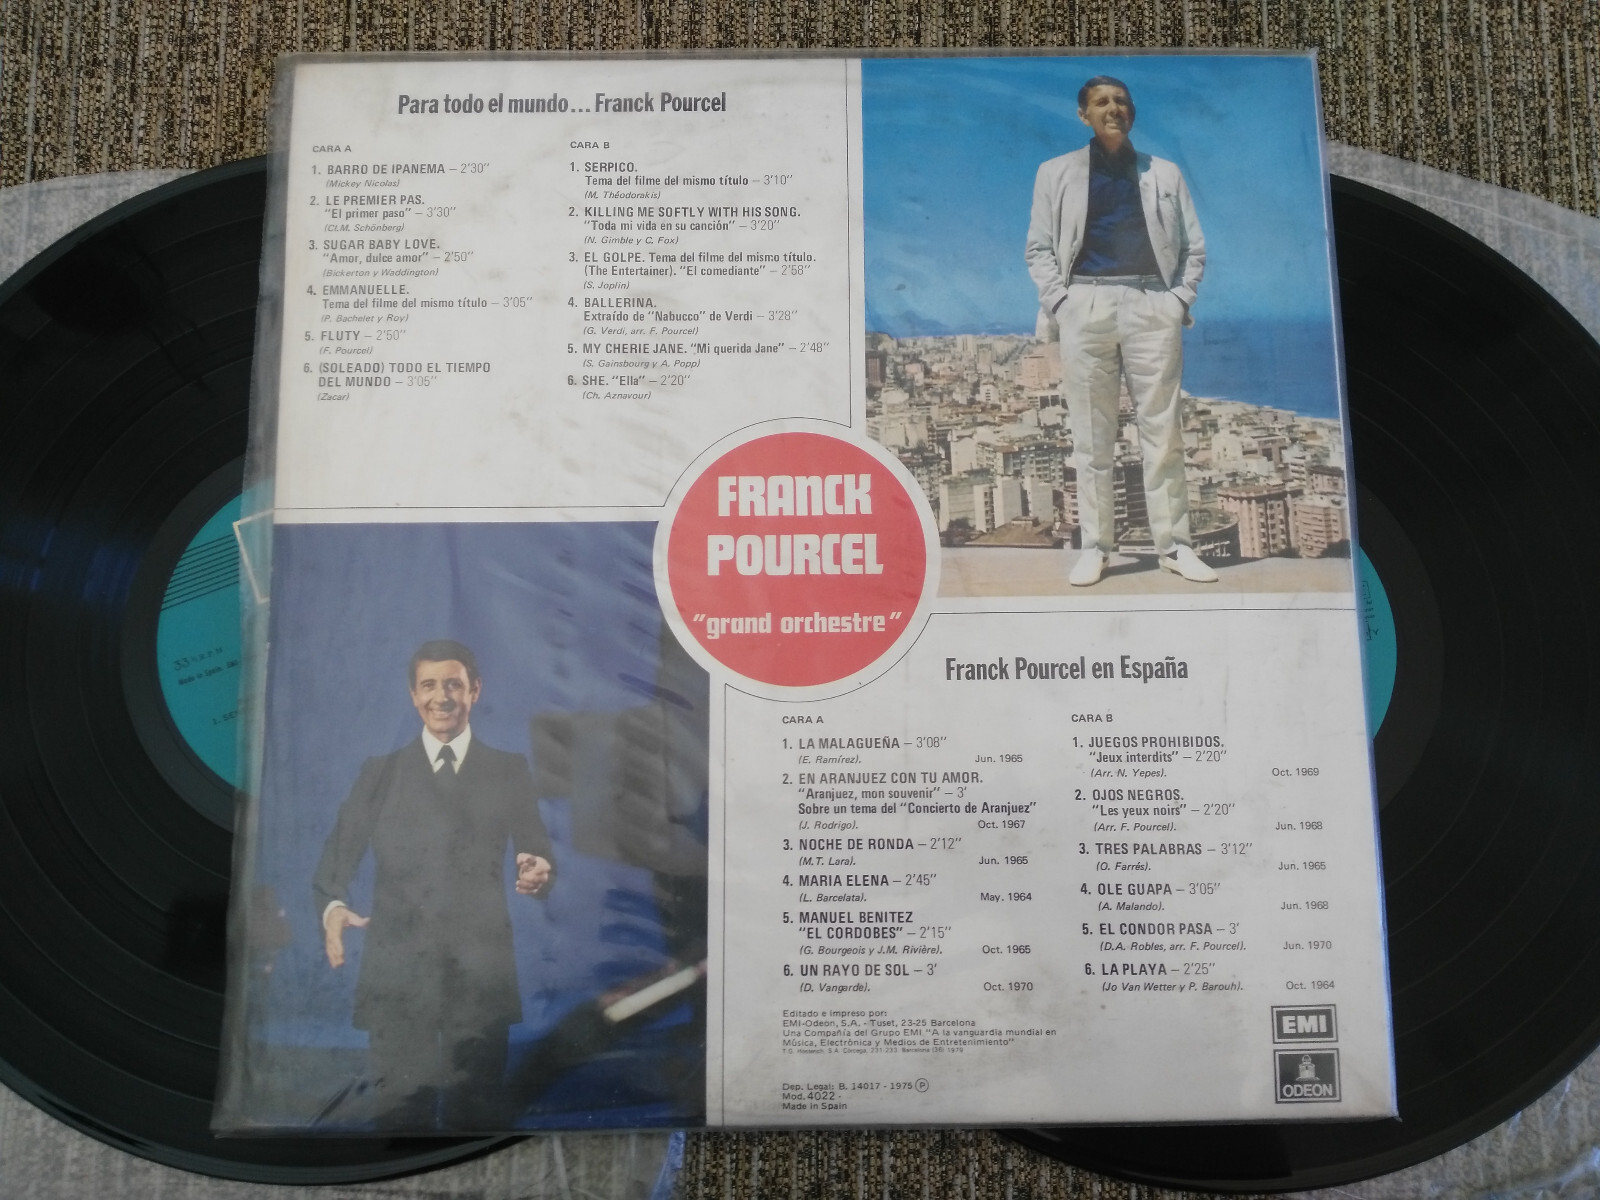 Para todo el mundo... Franck Pourcel
CARA A
1. BARRO DE IPANEMA — 2'30"
(Mickey Nicolas)
2. LE PREMIER PAS.
"El primer paso" — 3'30"
(Cl.M. Schönberg)
3. SUGAR BABY LOVE.
"Amor, dulce amor" — 2'50"
(Bickerton y Waddington)
4. EMMANUELLE.
Tema del filme del mismo título — 3'05"
(P. Bachelet y Roy)
5. FLUTY — 2'50"
(F. Pourcel)
6. (SOLEADO) TODO EL TIEMPO
DEL MUNDO — 3'05"
(Zacar)
CARA B
1. SERPICO.
Tema del filme del mismo título — 3'10"
(M. Théodorakis)
2. KILLING ME SOFTLY WITH HIS SONG.
"Toda mi vida en su canción" — 3'20"
(N. Gimble y C. Fox)
3. EL GOLPE. Tema del filme del mismo título.
(The Entertainer). "El comediante" — 2'58"
(S. Joplin)
4. BALLERINA.
Extraído de "Nabucco" de Verdi — 3'28"
(G. Verdi, arr. F. Pourcel)
5. MY CHERIE JANE. "Mi querida Jane" — 2'48"
(S. Gainsbourg y A. Popp)
6. SHE. "Ella" — 2'20"
(Ch. Aznavour)
FRANCK
POURCEL
"grand orchestre"
Franck Pourcel en España
CARA A
1. LA MALAGUEÑA — 3'08"
(E. Ramírez). Jun. 1965
2. EN ARANJUEZ CON TU AMOR.
"Aranjuez, mon souvenir" — 3'
Sobre un tema del "Concierto de Aranjuez"
(J. Rodrigo). Oct. 1967
3. NOCHE DE RONDA — 2'12"
(M.T. Lara). Jun. 1965
4. MARIA ELENA — 2'45"
(L. Barcelata). May. 1964
5. MANUEL BENITEZ
"EL CORDOBES" — 2'15"
(G. Bourgeois y J.M. Rivière). Oct. 1965
6. UN RAYO DE SOL — 3'
(D. Vangarde). Oct. 1970
CARA B
1. JUEGOS PROHIBIDOS.
"Jeux interdits" — 2'20"
(Arr. N. Yepes). Oct. 1969
2. OJOS NEGROS.
"Les yeux noirs" — 2'20"
(Arr. F. Pourcel). Jun. 1968
3. TRES PALABRAS — 3'12"
(O. Farrés). Jun. 1965
4. OLE GUAPA — 3'05"
(A. Malando). Jun. 1968
5. EL CONDOR PASA — 3'
(D.A. Robles, arr. F. Pourcel). Jun. 1970
6. LA PLAYA — 2'25"
(Jo Van Wetter y P. Barouh). Oct. 1964
Editado e impreso por:
EMI-Odeon, S.A. - Tuset, 23-25 Barcelona
Una Compañía del Grupo EMI "A la vanguardia mundial en
Música, Electrónica y Medios de Entretenimiento"
Dep. Legal: B. 14017 - 1975 Ⓟ
Mod. 4022 -
Made in Spain
EMI
ODEON